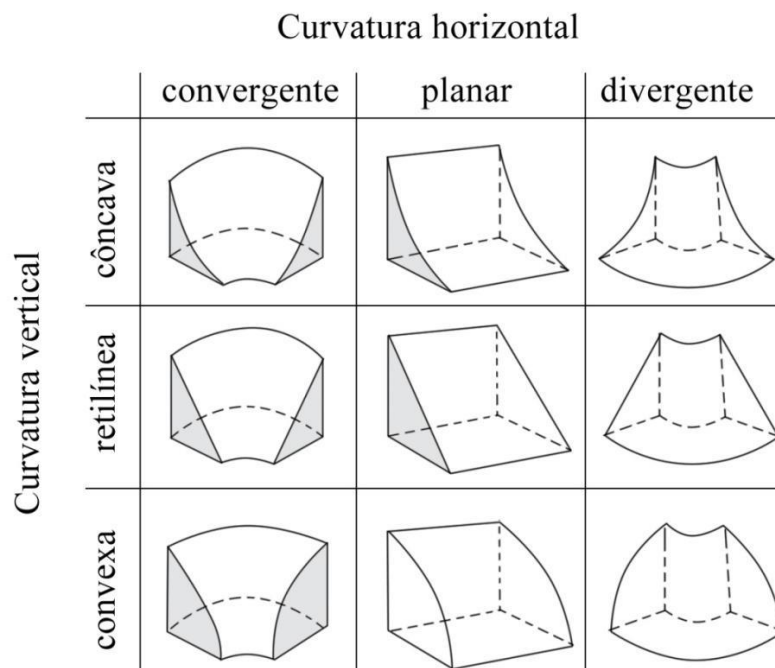 Curvatura horizontal
convergente planar divergente
Curvatura vertical
côncava
retilínea
convexa